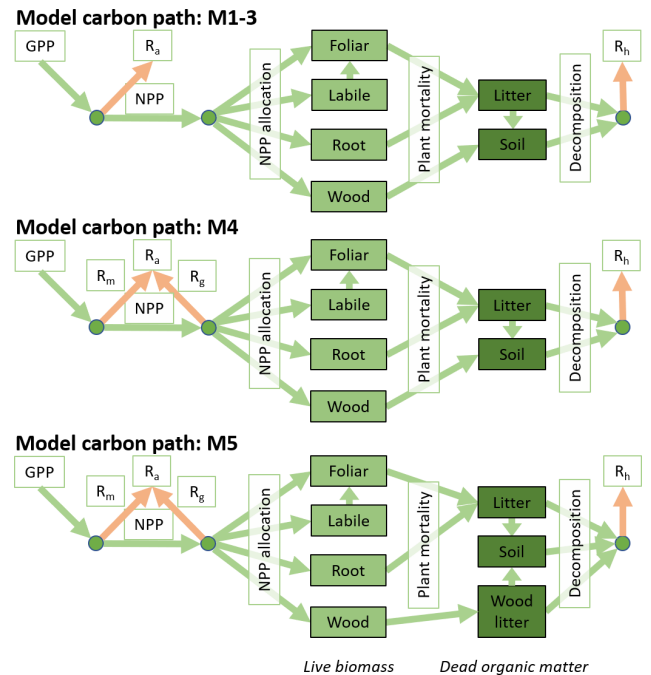 Model carbon path: M1-3
GPP
Ra
NPP
NPP allocation
Foliar
Labile
Root
Wood
Plant mortality
Litter
Soil
Decomposition
Rh
Model carbon path: M4
GPP
Rm
Ra
Rg
NPP
NPP allocation
Foliar
Labile
Root
Wood
Plant mortality
Litter
Soil
Decomposition
Rh
Model carbon path: M5
GPP
Rm
Ra
Rg
NPP
NPP allocation
Foliar
Labile
Root
Wood
Plant mortality
Litter
Soil
Wood
litter
Decomposition
Rh
Live biomass
Dead organic matter